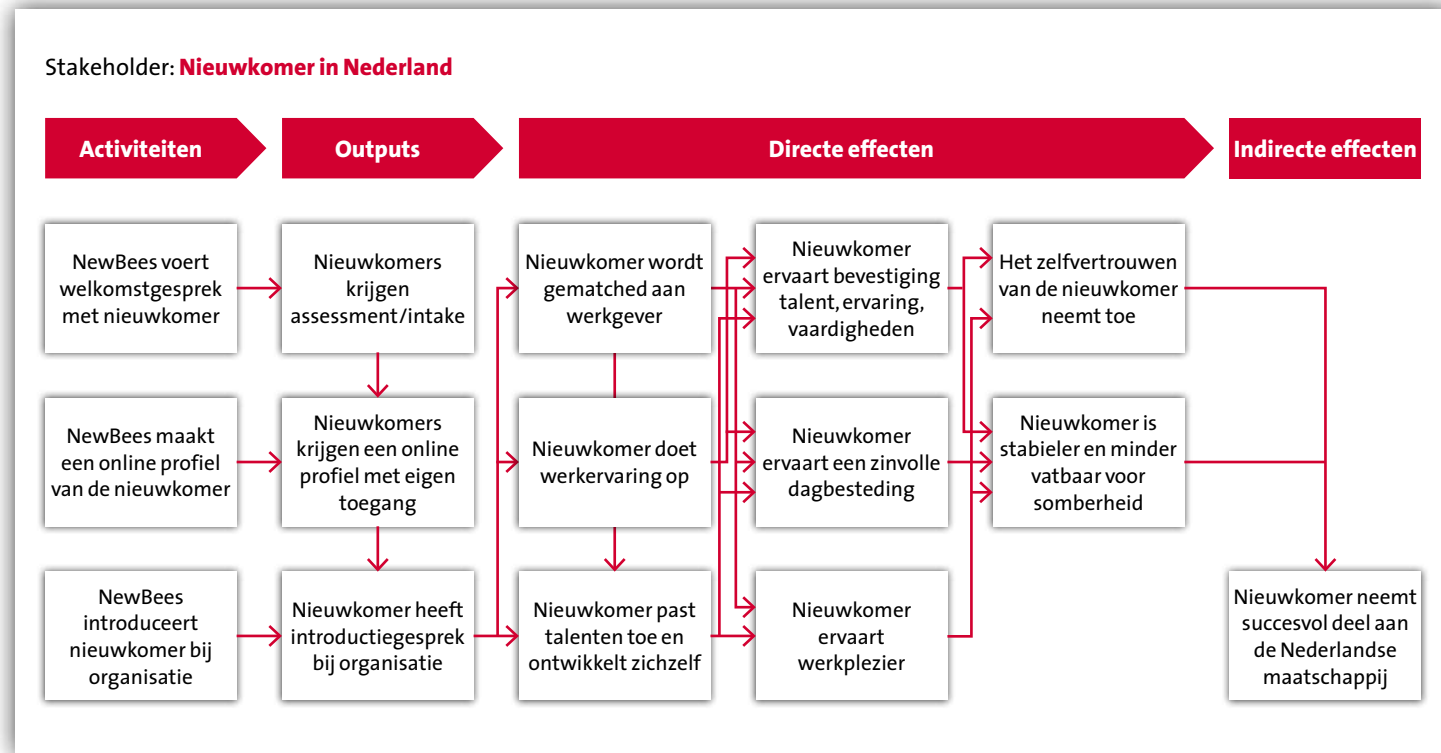 Stakeholder: Nieuwkomer in Nederland
Activiteiten
Outputs
Directe effecten
Indirecte effecten
NewBees voert
welkomstgesprek
met nieuwkomer
Nieuwkomers
krijgen
assessment/intake
Nieuwkomer wordt
gematched aan
werkgever
Nieuwkomer
ervaart bevestiging
talent, ervaring,
vaardigheden
Het zelfvertrouwen
van de nieuwkomer
neemt toe
NewBees maakt
een online profiel
van de nieuwkomer
Nieuwkomers
krijgen een online
profiel met eigen
toegang
Nieuwkomer doet
werkervaring op
Nieuwkomer
ervaart een zinvolle
dagbesteding
Nieuwkomer is
stabieler en minder
vatbaar voor
somberheid
NewBees
introduceert
nieuwkomer bij
organisatie
Nieuwkomer heeft
introductiegesprek
bij organisatie
Nieuwkomer past
talenten toe en
ontwikkelt zichzelf
Nieuwkomer
ervaart
werkplezier
Nieuwkomer neemt
succesvol deel aan
de Nederlandse
maatschappij